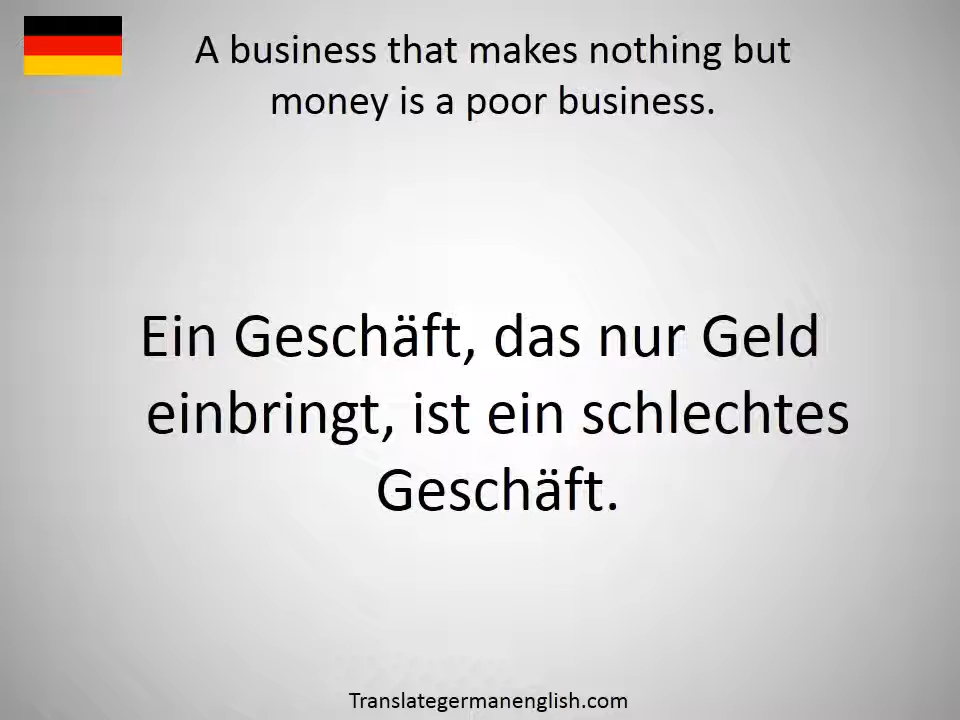 A business that makes nothing but
money is a poor business.
Ein Geschäft, das nur Geld
einbringt, ist ein schlechtes
Geschäft.
Translategermanenglish.com